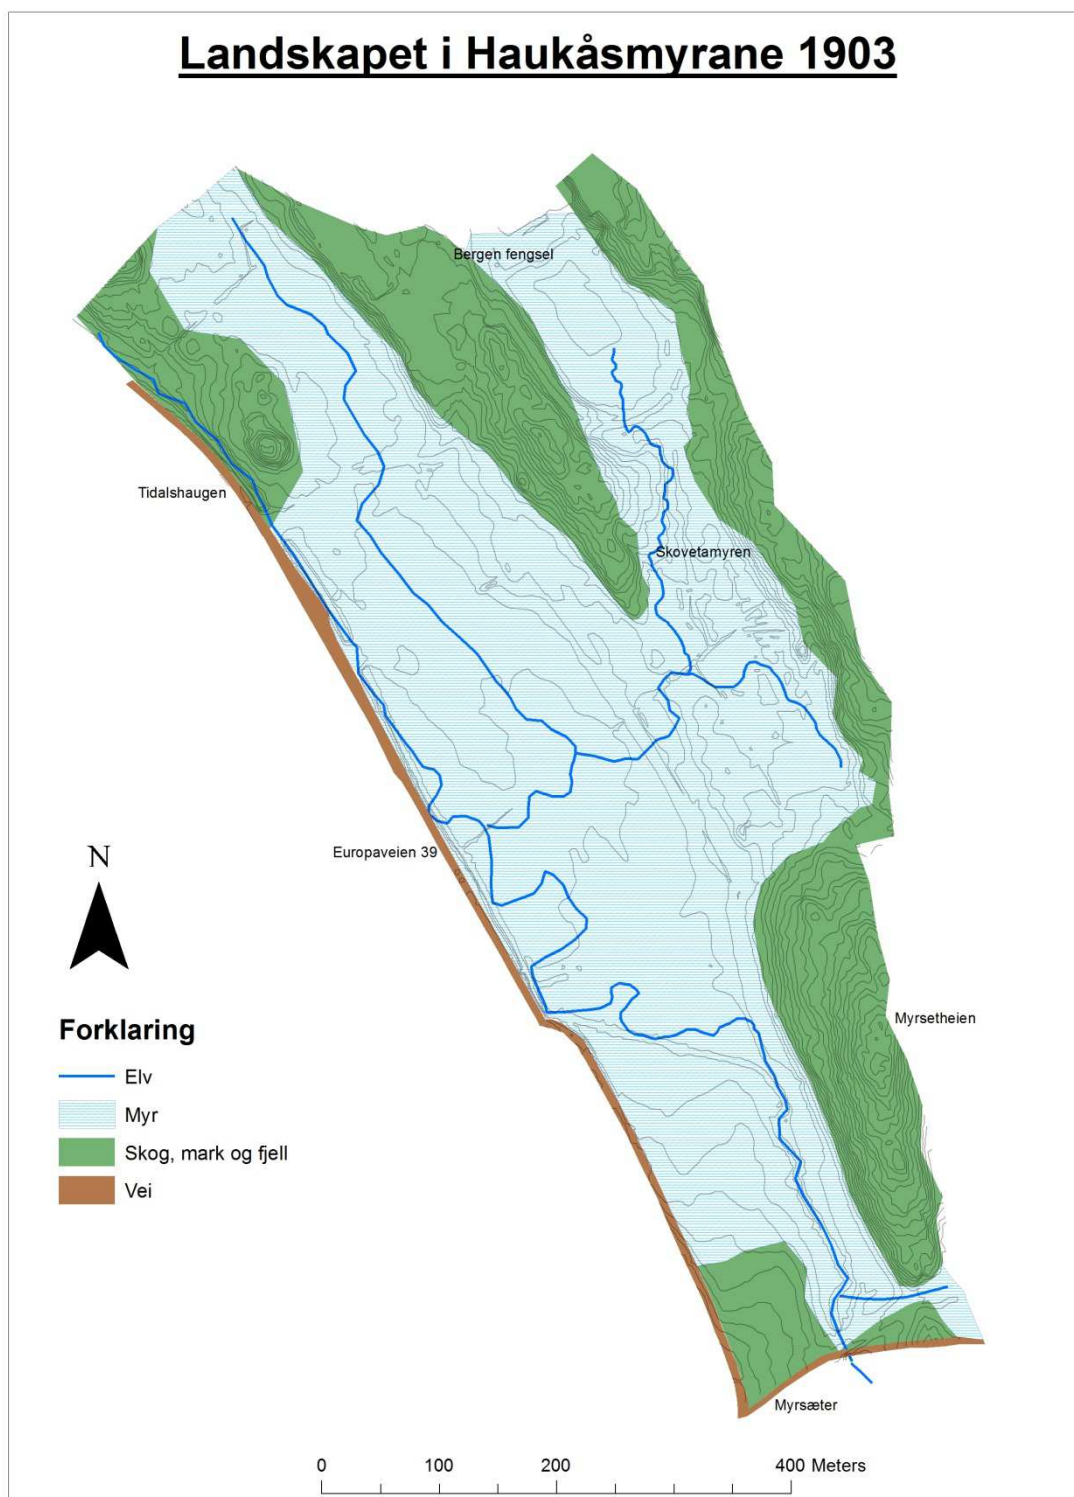 Landskapet i Haukåsmyrane 1903
Bergen fengsel
Tidalshaugen
Skovetamyren
Europaveien 39
N
Myrsetheien
Forklaring
Elv
Myr
Skog, mark og fjell
Vei
Myrsæter
0 100 200 400 Meters